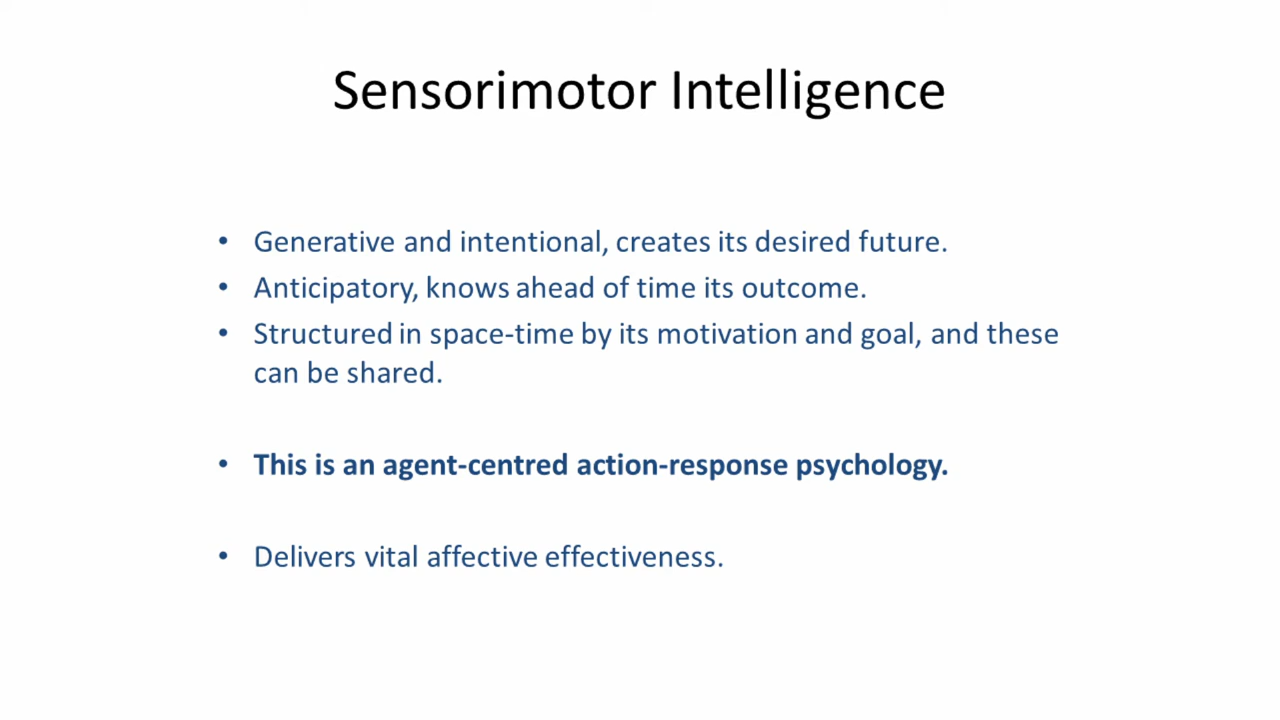 Sensorimotor Intelligence
• Generative and intentional, creates its desired future.
• Anticipatory, knows ahead of time its outcome.
• Structured in space-time by its motivation and goal, and these
can be shared.
• This is an agent-centred action-response psychology.
• Delivers vital affective effectiveness.